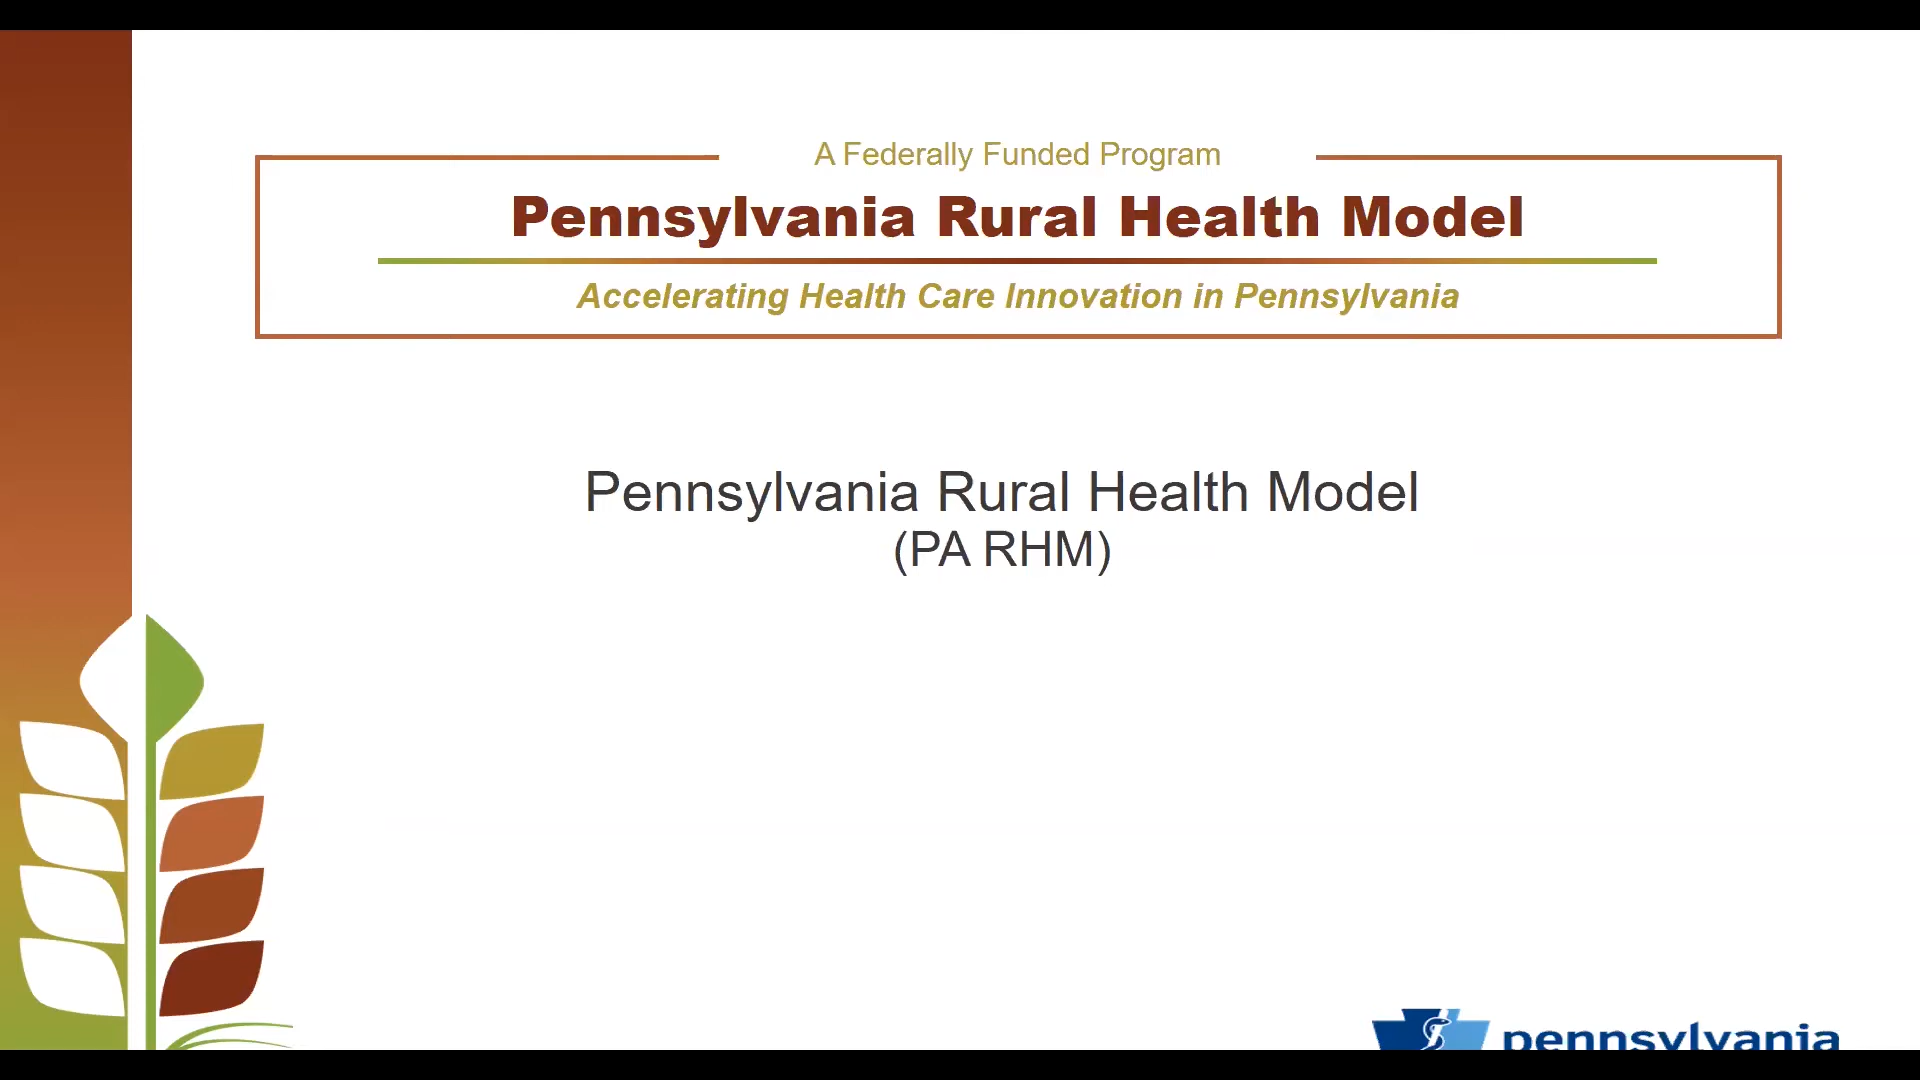 A Federally Funded Program
Pennsylvania Rural Health Model
Accelerating Health Care Innovation in Pennsylvania
Pennsylvania Rural Health Model
(PA RHM)
pennsylvania